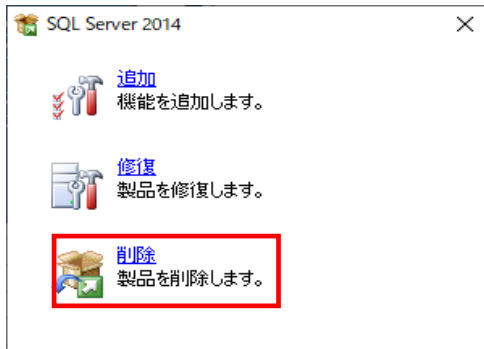 SQL Server 2014
追加
機能を追加します。
修復
製品を修復します。
削除
製品を削除します。